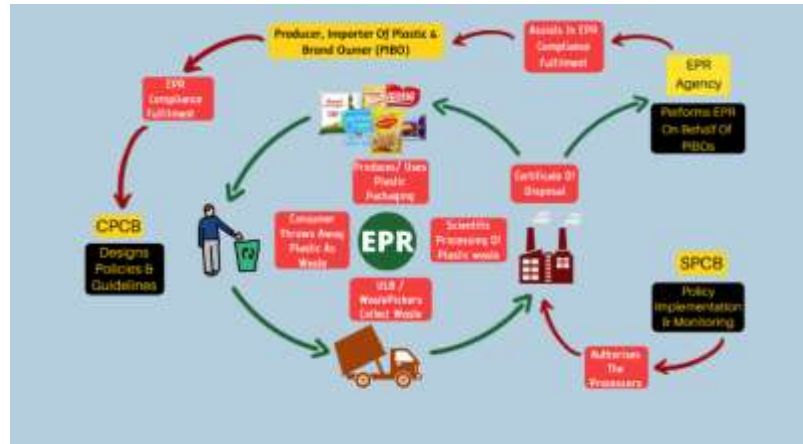 Producer, Importer Of Plastic &
Brand Owner (PIBO)
Assists In EPR
Compliance
Fulfilment
EPR
Agency
Performs EPR
On Behalf Of
PIBOs
EPR
Compliance
Fulfilment
Produces/ Uses
Plastic
Packaging
Certificate Of
Disposal
CPCB
Designs
Policies &
Guidelines
Consumer
Throws Away
Plastic As
Waste
EPR
Scientific
Processing Of
Plastic waste
SPCB
Policy
Implementation
& Monitoring
ULB /
WastePickers
Collect Waste
Authorises
The
Processers